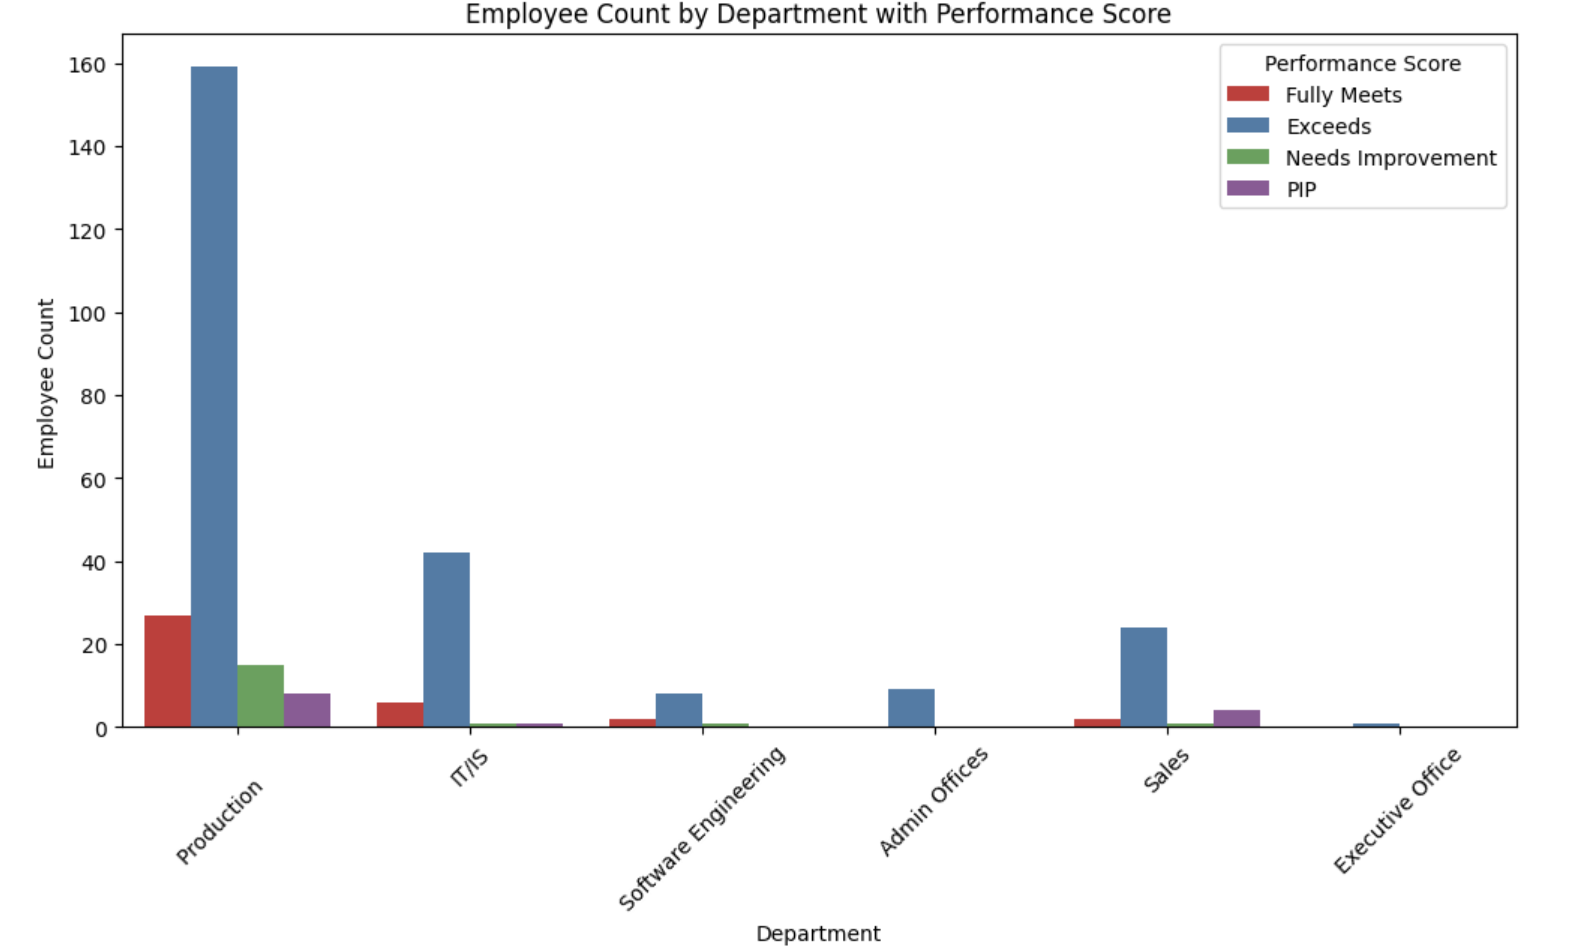 Employee Count by Department with Performance Score
Performance Score
Fully Meets
Exceeds
Needs Improvement
PIP
160
140
120
100
80
60
40
20
0
Employee Count
Production
IT/IS
Software Engineering
Admin Offices
Sales
Executive Office
Department